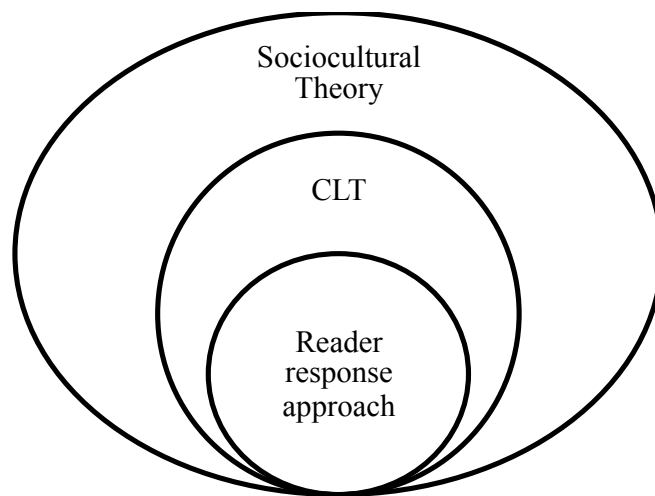 Sociocultural
Theory
CLT
Reader
response
approach